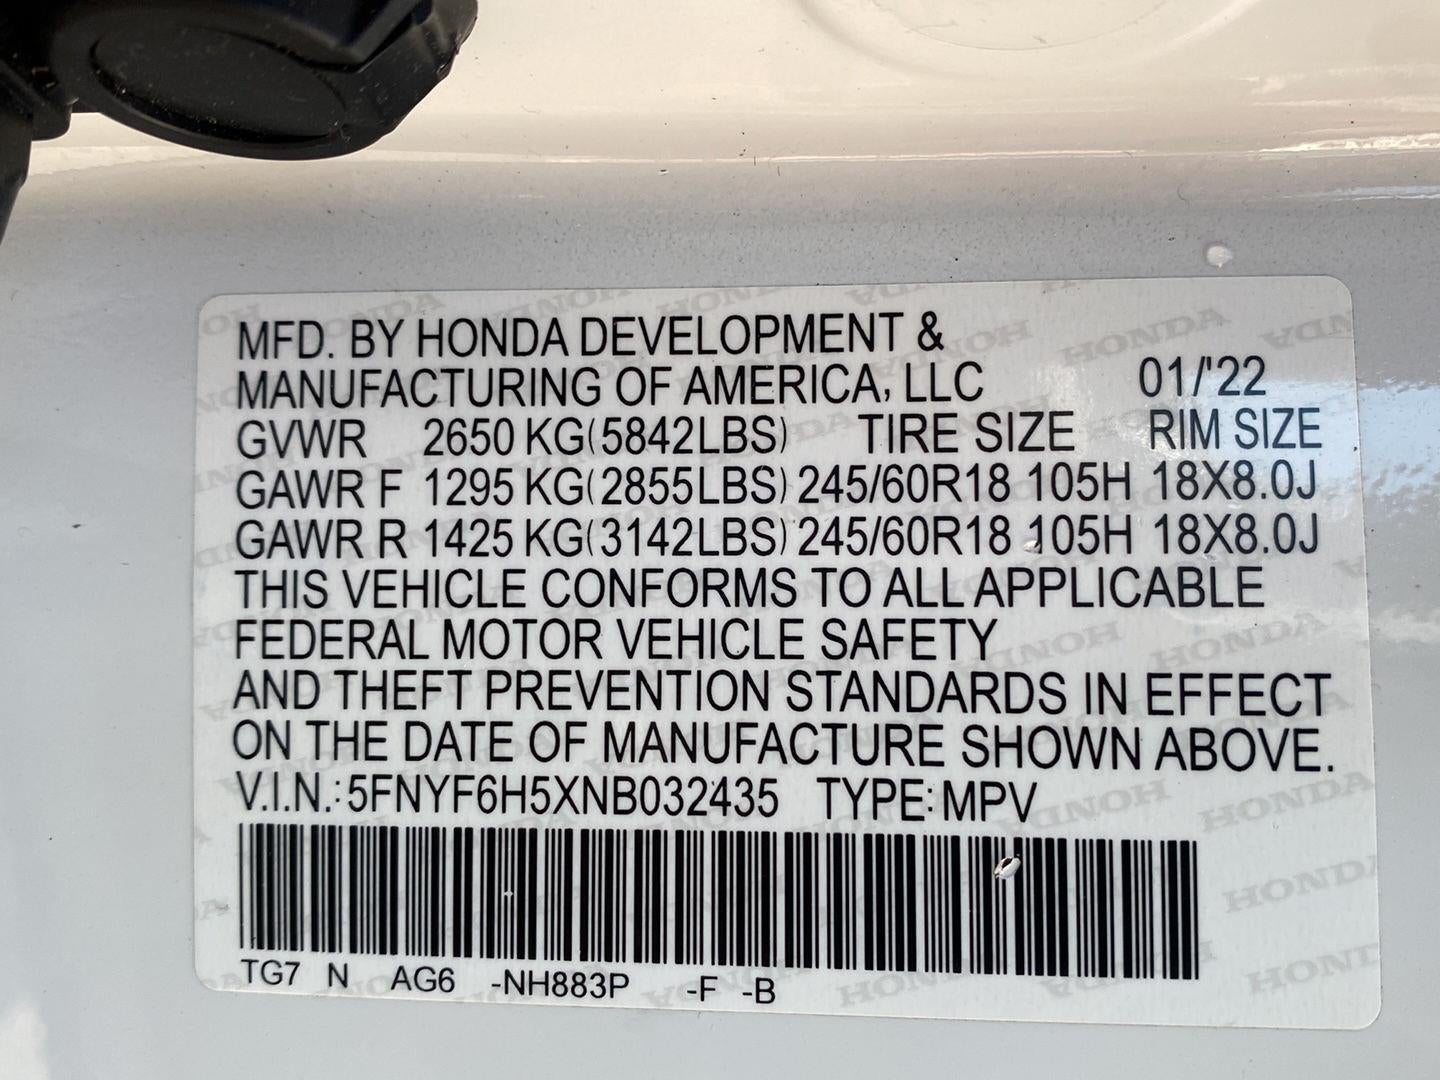 MFD. BY HONDA DEVELOPMENT &
MANUFACTURING OF AMERICA, LLC 01/'22
GVWR 2650 KG(5842LBS) TIRE SIZE RIM SIZE
GAWR F 1295 KG(2855LBS) 245/60R18 105H 18X8.0J
GAWR R 1425 KG(3142LBS) 245/60R18 105H 18X8.0J
THIS VEHICLE CONFORMS TO ALL APPLICABLE
FEDERAL MOTOR VEHICLE SAFETY
AND THEFT PREVENTION STANDARDS IN EFFECT
ON THE DATE OF MANUFACTURE SHOWN ABOVE.
V.I.N.: 5FNYF6H5XNB032435 TYPE: MPV
TG7 N AG6 -NH883P -F -B